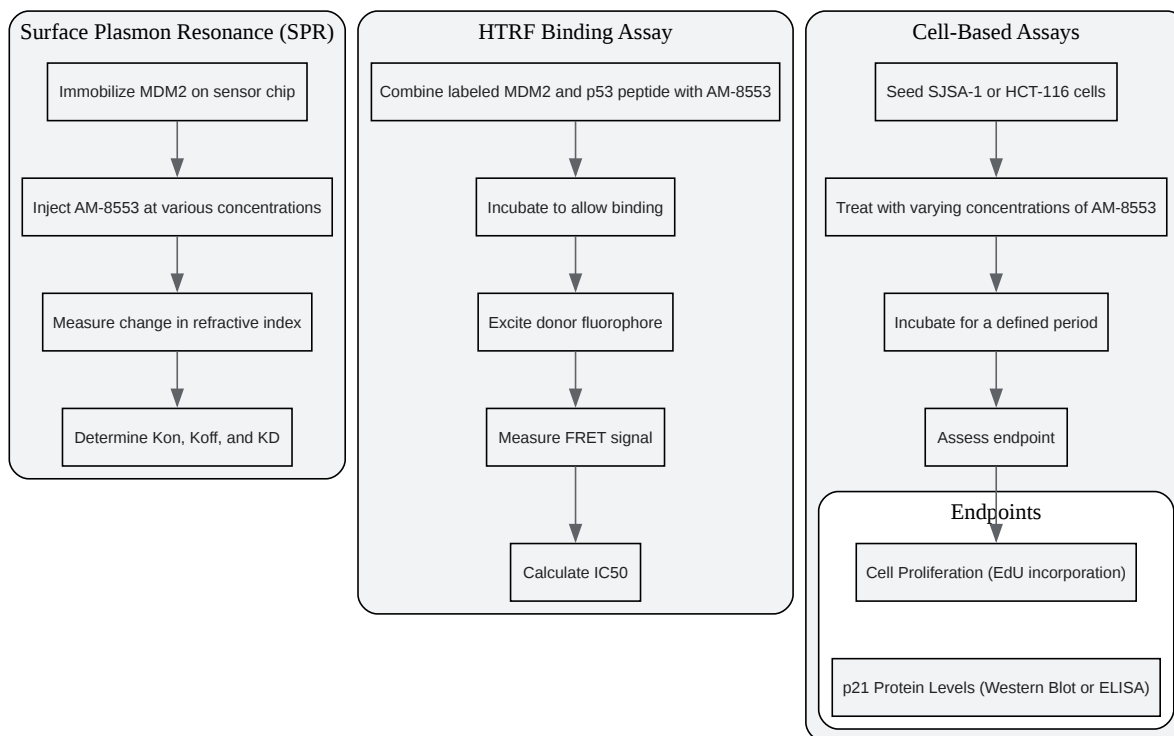 Surface Plasmon Resonance (SPR)
Immobilize MDM2 on sensor chip
Inject AM-8553 at various concentrations
Measure change in refractive index
Determine Kon, Koff, and KD
HTRF Binding Assay
Combine labeled MDM2 and p53 peptide with AM-8553
Incubate to allow binding
Excite donor fluorophore
Measure FRET signal
Calculate IC50
Cell-Based Assays
Seed SJSA-1 or HCT-116 cells
Treat with varying concentrations of AM-8553
Incubate for a defined period
Assess endpoint
Endpoints
Cell Proliferation (EdU incorporation)
p21 Protein Levels (Western Blot or ELISA)